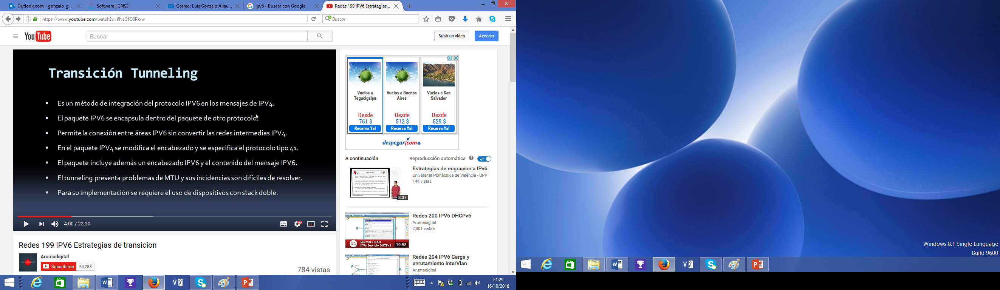 Outlook.com - gonzalo_g...
Software | GNS3
Correo: Luis Gonzalo Allau...
ipv6 - Buscar con Google
Redes 199 IPV6 Estrategias...
https://www.youtube.com/watch?v=8NsOfQ0Pxxw
Buscar
YouTube
Buscar
Subir un video
Acceder
Transición Tunneling
Es un método de integración del protocolo IPV6 en los mensajes de IPV4.
El paquete IPV6 se encapsula dentro del paquete de otro protocolo.
Permite la conexión entre áreas IPV6 sin convertir las redes intermedias IPV4.
En el paquete IPV4 se modifica el encabezado y se especifica el protocolo tipo 41.
El paquete incluye además un encabezado IPV6 y el contenido del mensaje IPV6.
El tunneling presenta problemas de MTU y sus incidencias son difíciles de resolver.
Para su implementación se requiere el uso de dispositivos con stack doble.
4:00 / 23:30
HD
Redes 199 IPV6 Estrategias de transicion
Arumadigital
Suscribirse
54,285
784 vistas
Vuelos a
Tegucigalpa
Desde
761 $
Reserva Ya!
Vuelos a Buenos
Aires
Desde
512 $
Reserva Ya!
Vuelos a San
Salvador
Desde
529 $
Reserva Ya!
despegar.com
A continuación
Reproducción automática
Estrategias de migracion a IPv6
Universitat Politècnica de València - UPV
144 vistas
8:37
Redes 200 IPV6 DHCPv6
Arumadigital
2,801 vistas
Sistemas y Redes
IPV6 Servicio DHCPv6
19:58
Redes 204 IPV6 Carga y
enrutamiento InterVlan
Arumadigital
21:29
16/10/2016
Windows 8.1 Single Language
Build 9600